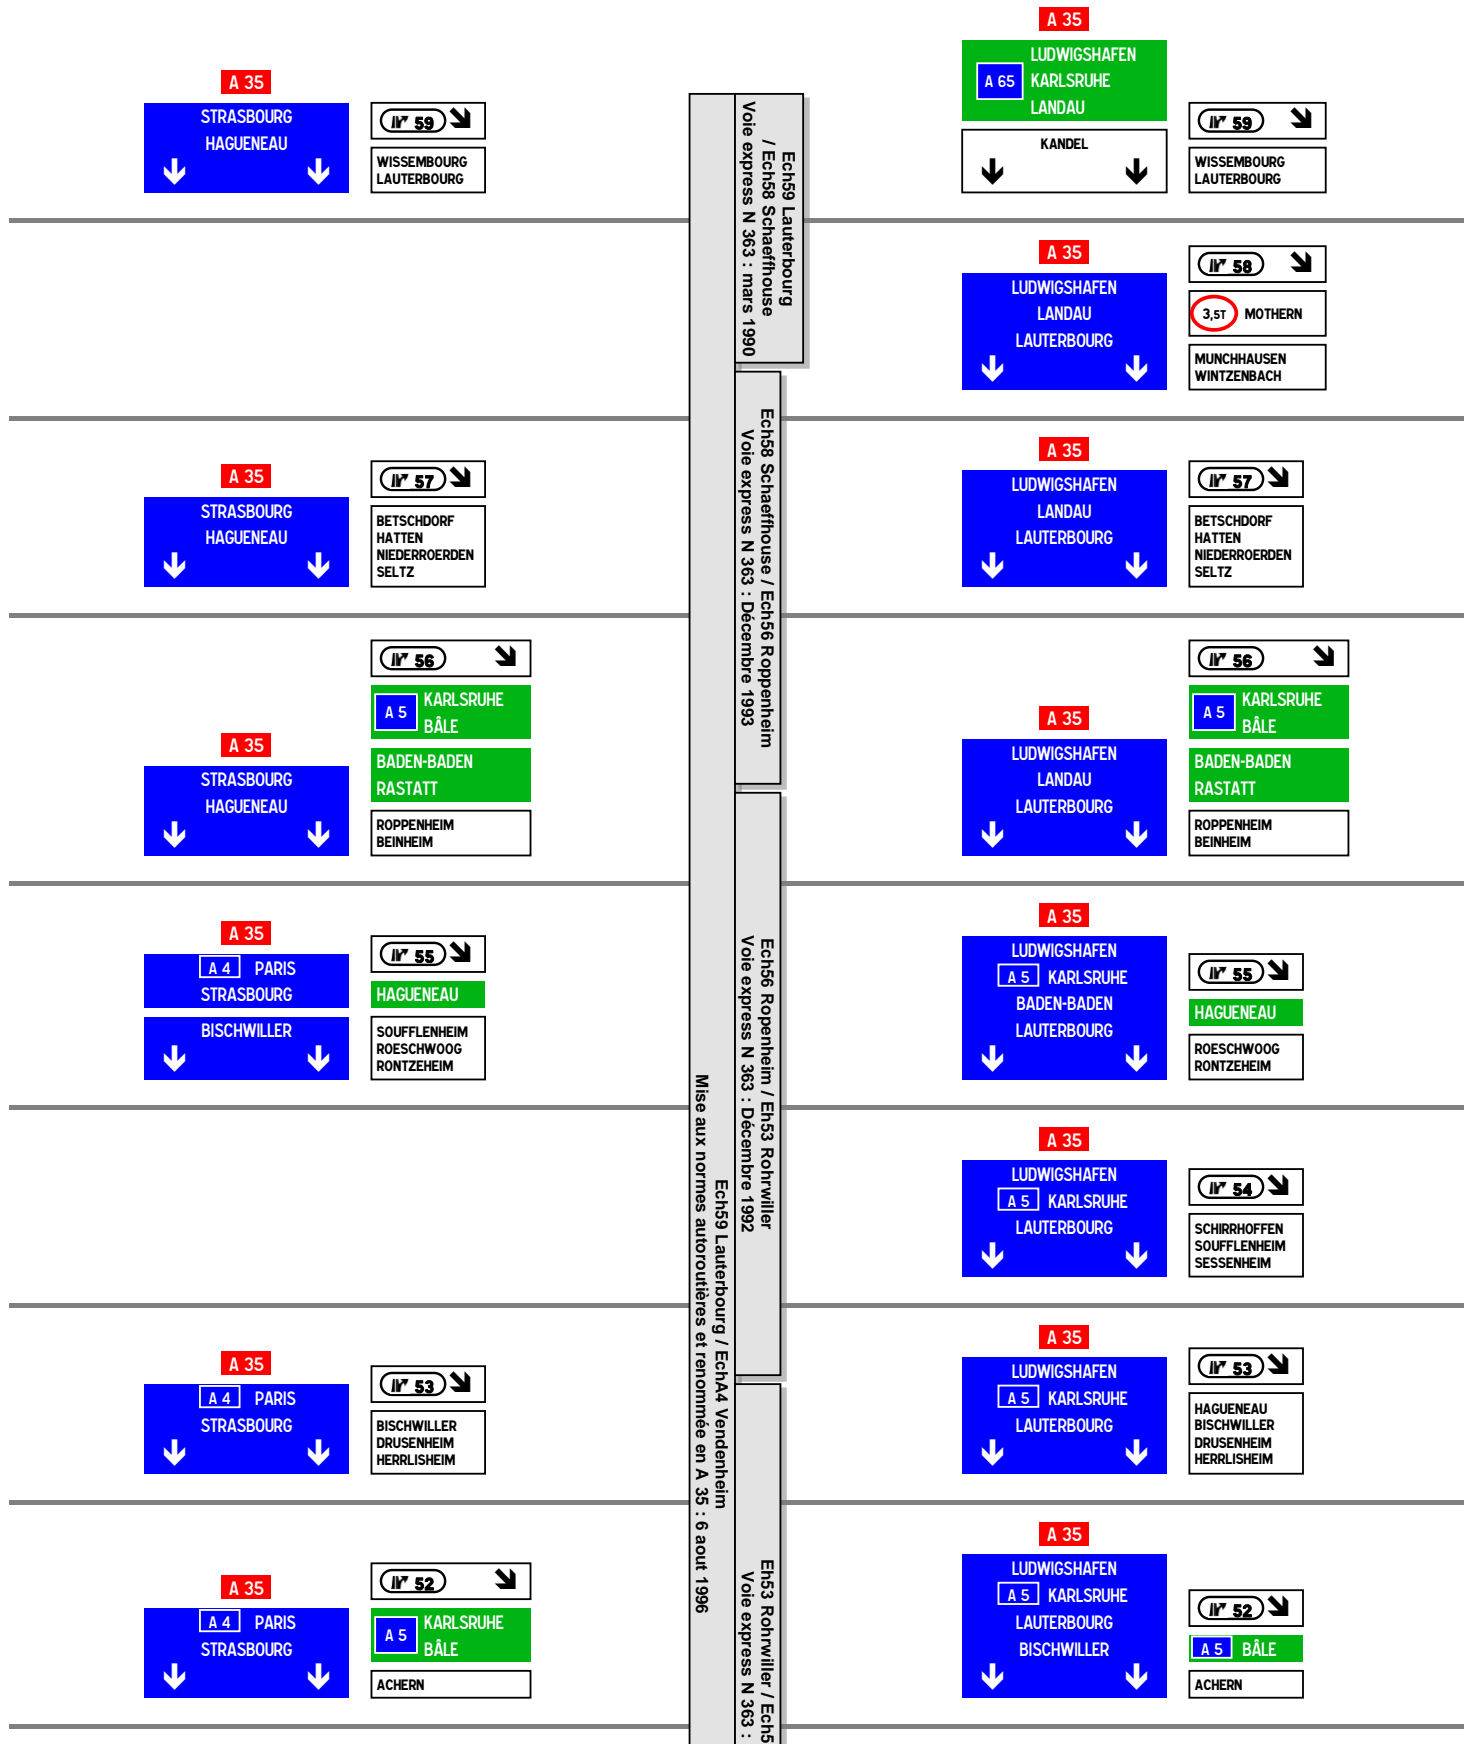 A 35
STRASBOURG
HAGUENEAU
59
WISSEMBOURG
LAUTERBOURG
A 35
A 65
LUDWIGSHAFEN
KARLSRUHE
LANDAU
KANDEL
59
WISSEMBOURG
LAUTERBOURG
A 35
LUDWIGSHAFEN
LANDAU
LAUTERBOURG
58
3,5T MOTHERN
MUNCHHAUSEN
WINTZENBACH
A 35
STRASBOURG
HAGUENEAU
57
BETSCHDORF
HATTEN
NIEDERROERDEN
SELTZ
A 35
LUDWIGSHAFEN
LANDAU
LAUTERBOURG
57
BETSCHDORF
HATTEN
NIEDERROERDEN
SELTZ
A 35
STRASBOURG
HAGUENEAU
56
A 5
KARLSRUHE
BÂLE
BADEN-BADEN
RASTATT
ROPPENHEIM
BEINHEIM
A 35
LUDWIGSHAFEN
LANDAU
LAUTERBOURG
56
A 5
KARLSRUHE
BÂLE
BADEN-BADEN
RASTATT
ROPPENHEIM
BEINHEIM
A 35
A 4 PARIS
STRASBOURG
BISCHWILLER
55
HAGUENEAU
SOUFFLENHEIM
ROESCHWOOG
RONTZEHEIM
A 35
LUDWIGSHAFEN
A 5 KARLSRUHE
BADEN-BADEN
LAUTERBOURG
55
HAGUENEAU
ROESCHWOOG
RONTZEHEIM
A 35
LUDWIGSHAFEN
A 5 KARLSRUHE
LAUTERBOURG
54
SCHIRRHOFFEN
SOUFFLENHEIM
SESSENHEIM
A 35
A 4 PARIS
STRASBOURG
53
BISCHWILLER
DRUSENHEIM
HERRLISHEIM
A 35
LUDWIGSHAFEN
A 5 KARLSRUHE
LAUTERBOURG
53
HAGUENEAU
BISCHWILLER
DRUSENHEIM
HERRLISHEIM
A 35
A 4 PARIS
STRASBOURG
52
A 5
KARLSRUHE
BÂLE
ACHERN
A 35
LUDWIGSHAFEN
A 5 KARLSRUHE
LAUTERBOURG
BISCHWILLER
52
A 5 BÂLE
ACHERN
Ech59 Lauterbourg
/ Ech58 Schaeffhouse
Voie express N 363 : mars 1990
Ech58 Schaeffhouse / Ech56 Roppenheim
Voie express N 363 : Décembre 1993
Ech56 Ropenheim / Eh53 Rohrwiller
Voie express N 363 : Décembre 1992
Eh53 Rohrwiller / Ech5
Voie express N 363 :
Ech59 Lauterbourg / EchA4 Vendenheim
Mise aux normes autoroutières et renommée en A 35 : 6 aout 1996